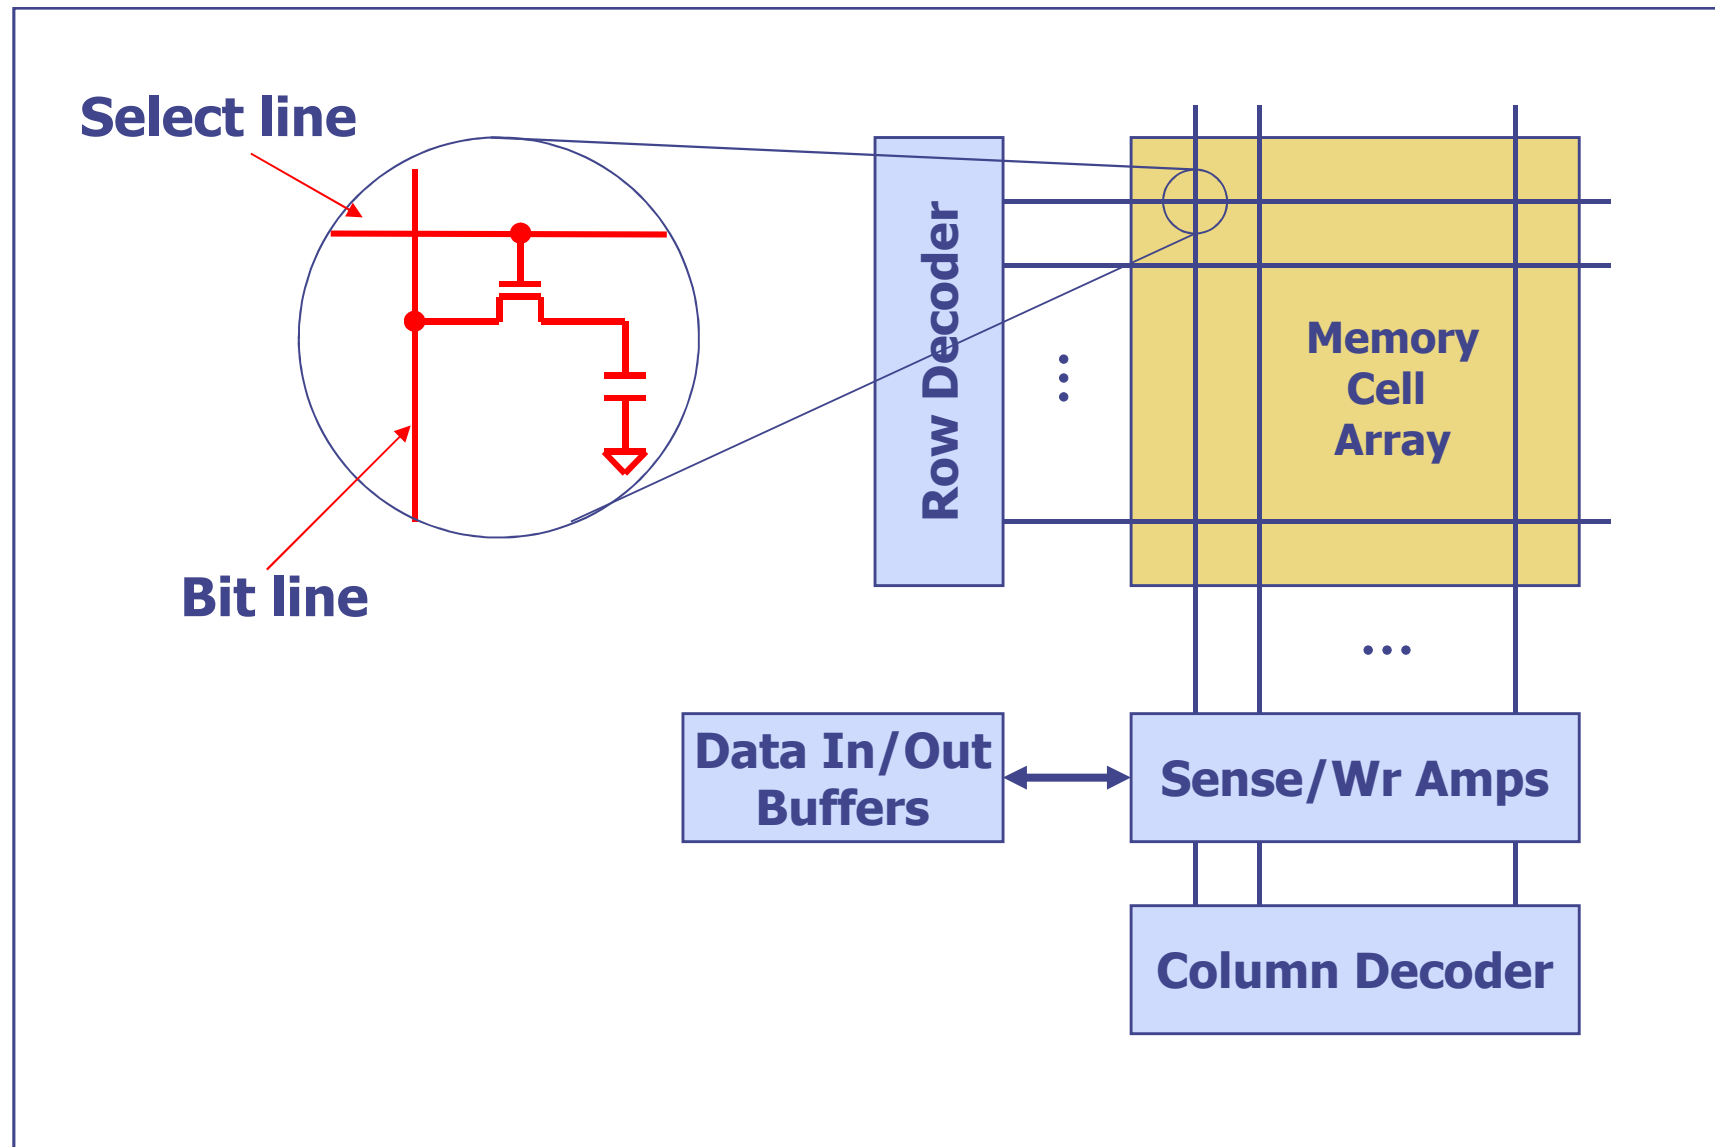 Select line
Bit line
Row Decoder
Memory
Cell
Array
...
...
Data In/Out
Buffers
Sense/Wr Amps
Column Decoder